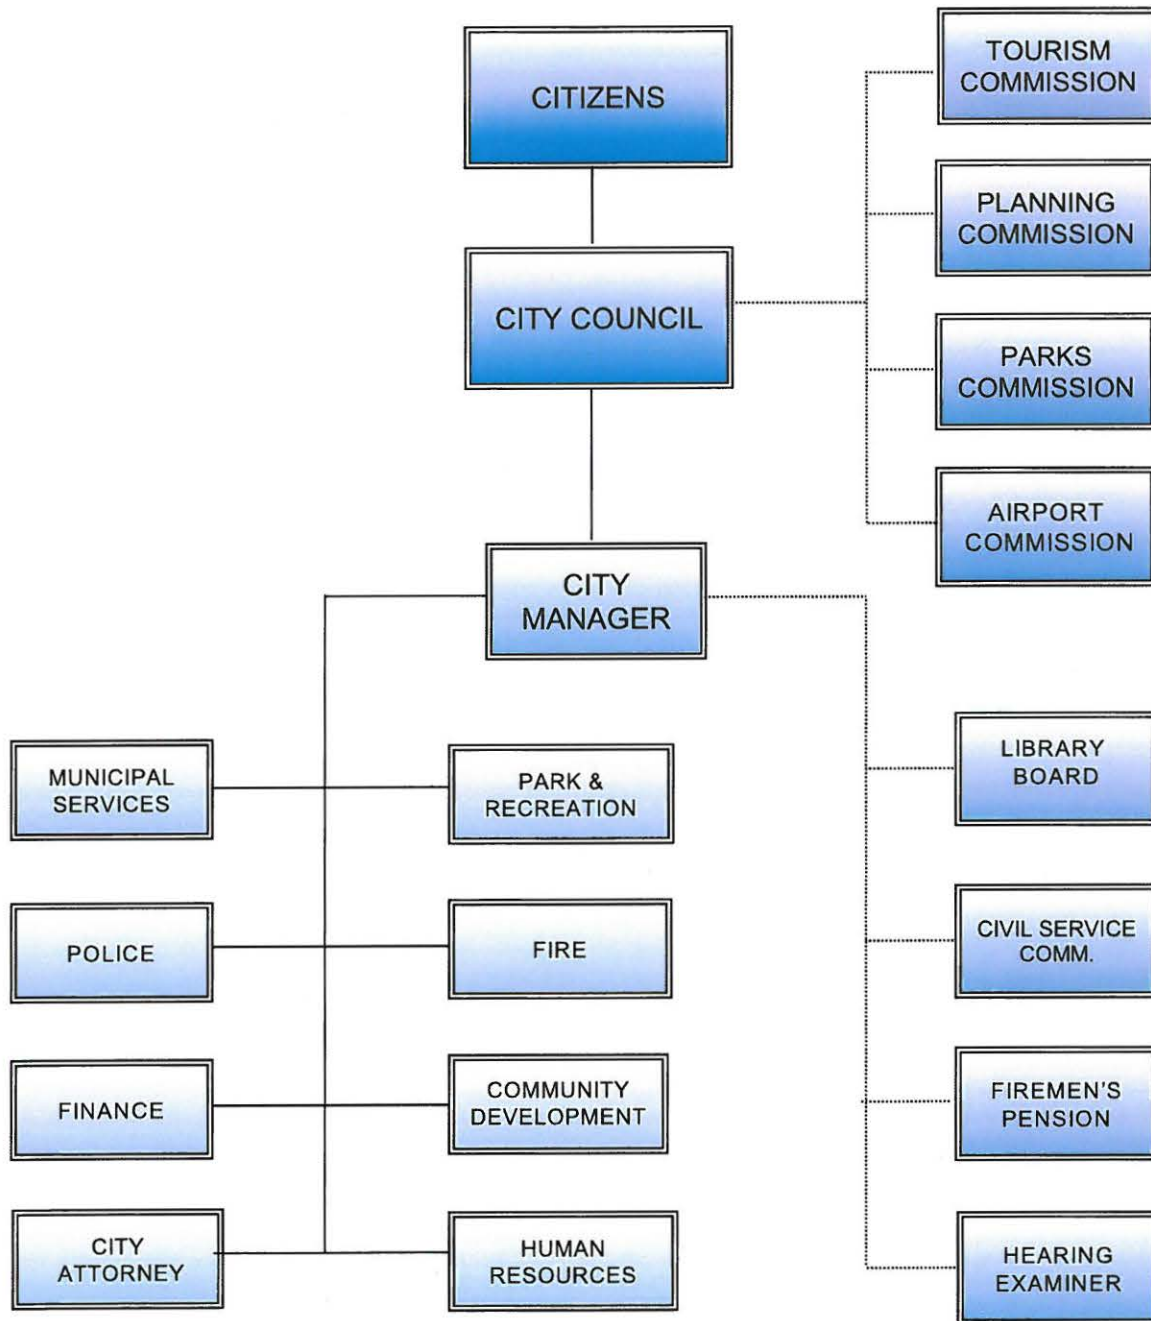 CITIZENS
CITY COUNCIL
TOURISM
COMMISSION
PLANNING
COMMISSION
PARKS
COMMISSION
AIRPORT
COMMISSION
CITY
MANAGER
MUNICIPAL
SERVICES
PARK &
RECREATION
POLICE
FIRE
FINANCE
COMMUNITY
DEVELOPMENT
CITY
ATTORNEY
HUMAN
RESOURCES
LIBRARY
BOARD
CIVIL SERVICE
COMM.
FIREMEN'S
PENSION
HEARING
EXAMINER